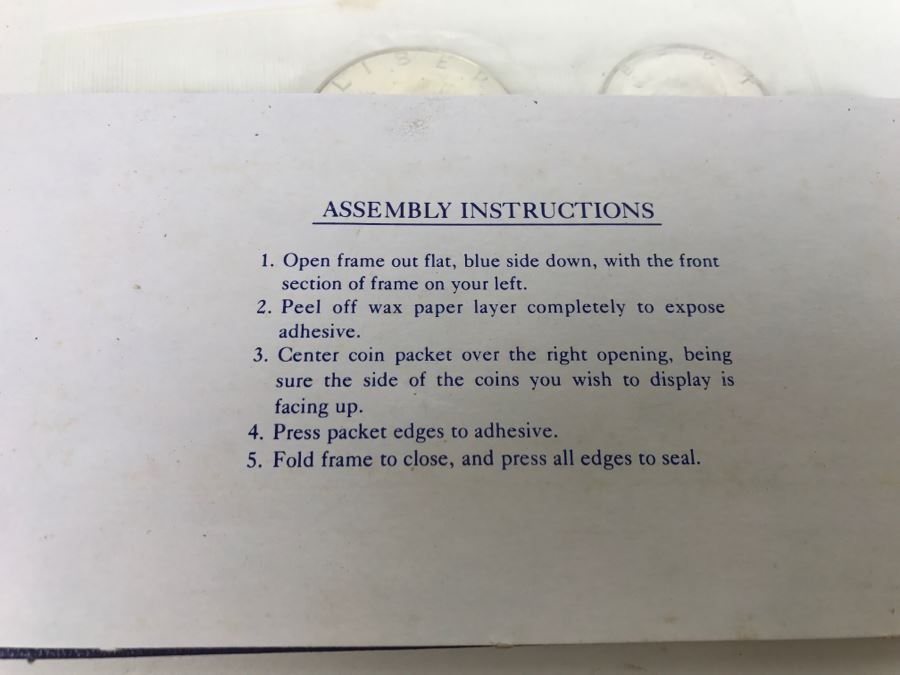 LIBER
ASSEMBLY INSTRUCTIONS
1. Open frame out flat, blue side down, with the front
section of frame on your left.
2. Peel off wax paper layer completely to expose
adhesive.
3. Center coin packet over the right opening, being
sure the side of the coins you wish to display is
facing up.
4. Press packet edges to adhesive.
5. Fold frame to close, and press all edges to seal.